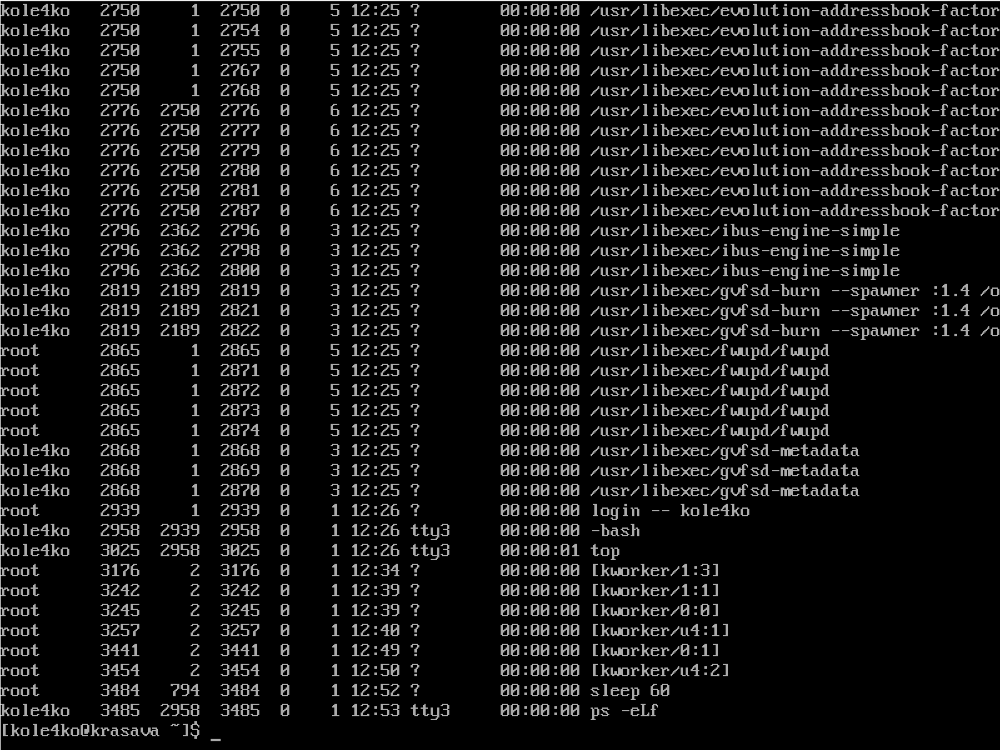 kole4ko   2750     1  2750  0    5 12:25 ?        00:00:00 /usr/libexec/evolution-addressbook-factor
kole4ko   2750     1  2754  0    5 12:25 ?        00:00:00 /usr/libexec/evolution-addressbook-factor
kole4ko   2750     1  2755  0    5 12:25 ?        00:00:00 /usr/libexec/evolution-addressbook-factor
kole4ko   2750     1  2767  0    5 12:25 ?        00:00:00 /usr/libexec/evolution-addressbook-factor
kole4ko   2750     1  2768  0    5 12:25 ?        00:00:00 /usr/libexec/evolution-addressbook-factor
kole4ko   2776  2750  2776  0    6 12:25 ?        00:00:00 /usr/libexec/evolution-addressbook-factor
kole4ko   2776  2750  2777  0    6 12:25 ?        00:00:00 /usr/libexec/evolution-addressbook-factor
kole4ko   2776  2750  2779  0    6 12:25 ?        00:00:00 /usr/libexec/evolution-addressbook-factor
kole4ko   2776  2750  2780  0    6 12:25 ?        00:00:00 /usr/libexec/evolution-addressbook-factor
kole4ko   2776  2750  2781  0    6 12:25 ?        00:00:00 /usr/libexec/evolution-addressbook-factor
kole4ko   2776  2750  2787  0    6 12:25 ?        00:00:00 /usr/libexec/evolution-addressbook-factor
kole4ko   2796  2362  2796  0    3 12:25 ?        00:00:00 /usr/libexec/ibus-engine-simple
kole4ko   2796  2362  2798  0    3 12:25 ?        00:00:00 /usr/libexec/ibus-engine-simple
kole4ko   2796  2362  2800  0    3 12:25 ?        00:00:00 /usr/libexec/ibus-engine-simple
kole4ko   2819  2189  2819  0    3 12:25 ?        00:00:00 /usr/libexec/gvfsd-burn --spawner :1.4 /o
kole4ko   2819  2189  2821  0    3 12:25 ?        00:00:00 /usr/libexec/gvfsd-burn --spawner :1.4 /o
kole4ko   2819  2189  2822  0    3 12:25 ?        00:00:00 /usr/libexec/gvfsd-burn --spawner :1.4 /o
root      2865     1  2865  0    5 12:25 ?        00:00:00 /usr/libexec/fwupd/fwupd
root      2865     1  2871  0    5 12:25 ?        00:00:00 /usr/libexec/fwupd/fwupd
root      2865     1  2872  0    5 12:25 ?        00:00:00 /usr/libexec/fwupd/fwupd
root      2865     1  2873  0    5 12:25 ?        00:00:00 /usr/libexec/fwupd/fwupd
root      2865     1  2874  0    5 12:25 ?        00:00:00 /usr/libexec/fwupd/fwupd
kole4ko   2868     1  2868  0    3 12:25 ?        00:00:00 /usr/libexec/gvfsd-metadata
kole4ko   2868     1  2869  0    3 12:25 ?        00:00:00 /usr/libexec/gvfsd-metadata
kole4ko   2868     1  2870  0    3 12:25 ?        00:00:00 /usr/libexec/gvfsd-metadata
root      2939     1  2939  0    1 12:26 ?        00:00:00 login -- kole4ko
kole4ko   2958  2939  2958  0    1 12:26 tty3     00:00:00 -bash
kole4ko   3025  2958  3025  0    1 12:26 tty3     00:00:01 top
root      3176     2  3176  0    1 12:34 ?        00:00:00 [kworker/1:3]
root      3242     2  3242  0    1 12:39 ?        00:00:00 [kworker/1:1]
root      3245     2  3245  0    1 12:39 ?        00:00:00 [kworker/0:0]
root      3257     2  3257  0    1 12:40 ?        00:00:00 [kworker/u4:1]
root      3441     2  3441  0    1 12:49 ?        00:00:00 [kworker/0:1]
root      3454     2  3454  0    1 12:50 ?        00:00:00 [kworker/u4:2]
root      3484   794  3484  0    1 12:52 ?        00:00:00 sleep 60
kole4ko   3485  2958  3485  0    1 12:53 tty3     00:00:00 ps -eLf
[kole4ko@krasava ~]$ _